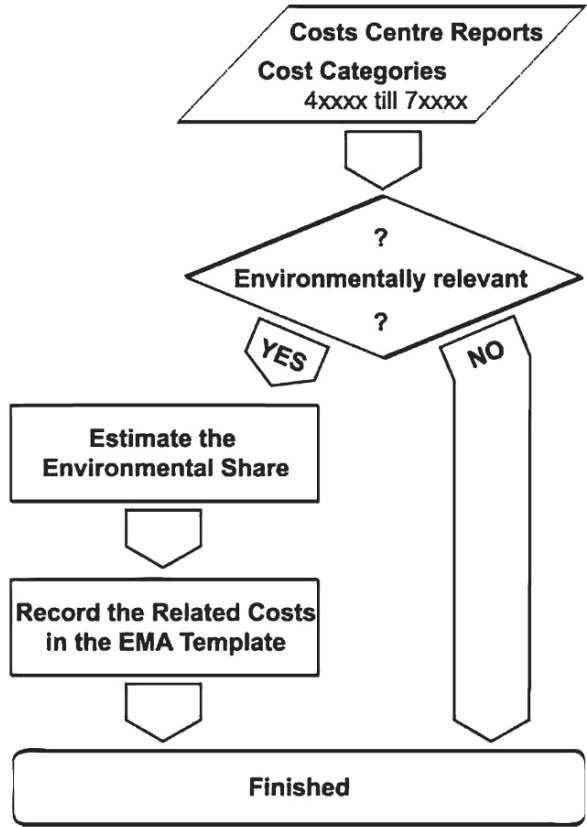 Costs Centre Reports
Cost Categories
4xxxx till 7xxxx
?
Environmentally relevant
?
YES
NO
Estimate the
Environmental Share
Record the Related Costs
in the EMA Template
Finished